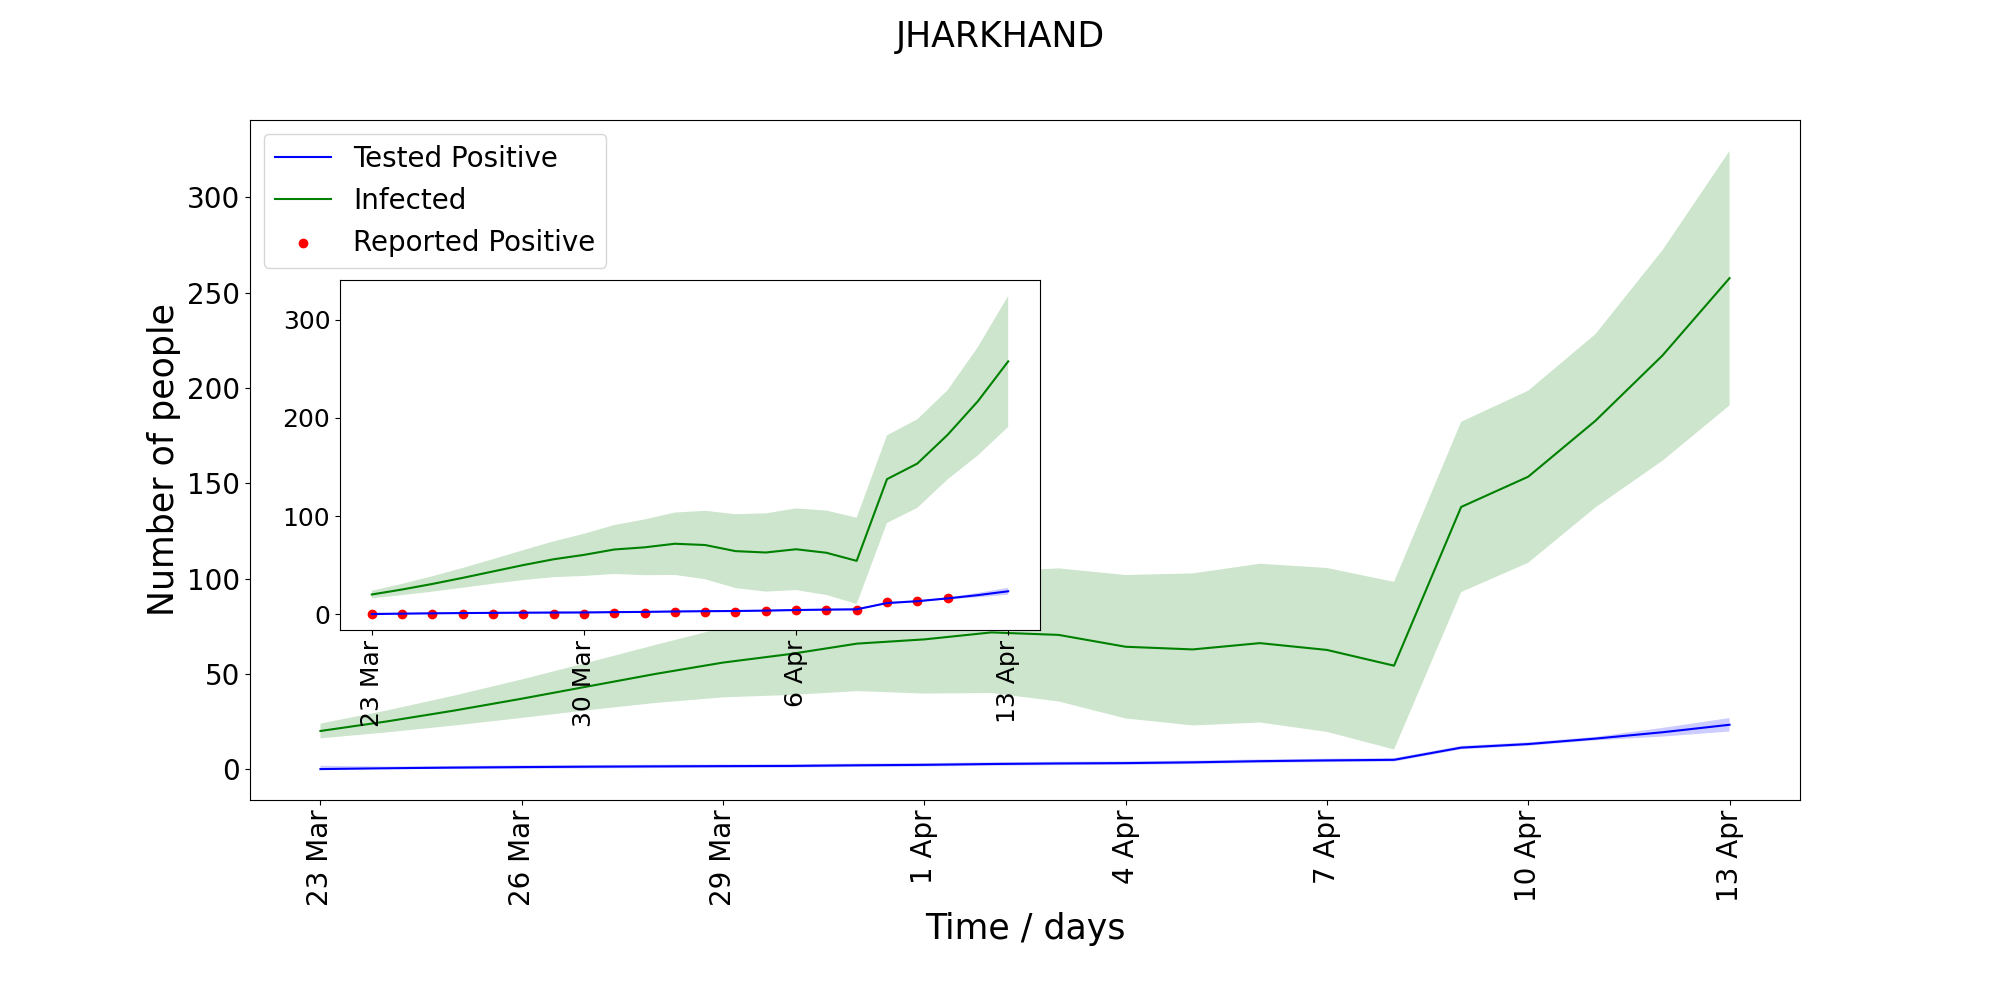 JHARKHAND
Tested Positive
Infected
Reported Positive
Number of people
300
250
200
150
100
50
0
300
200
100
0
23 Mar
30 Mar
6 Apr
13 Apr
23 Mar
26 Mar
29 Mar
1 Apr
4 Apr
7 Apr
10 Apr
13 Apr
Time / days